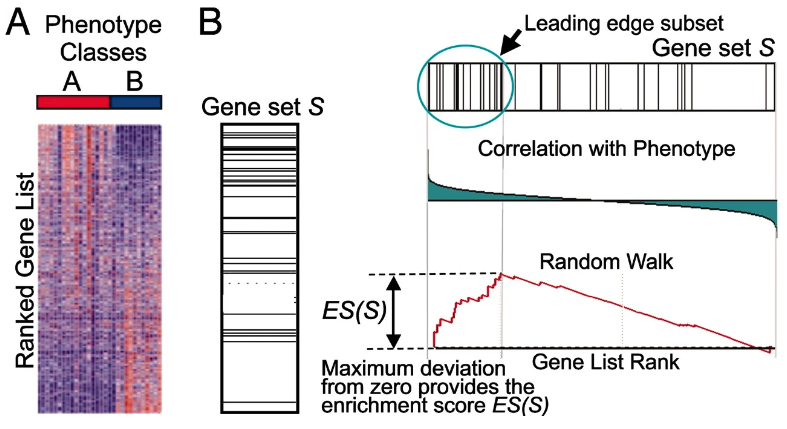 A
Phenotype
Classes
A B
Ranked Gene List
B
Gene set S
Leading edge subset
Gene set S
Correlation with Phenotype
Random Walk
ES(S)
Gene List Rank
Maximum deviation
from zero provides the
enrichment score ES(S)